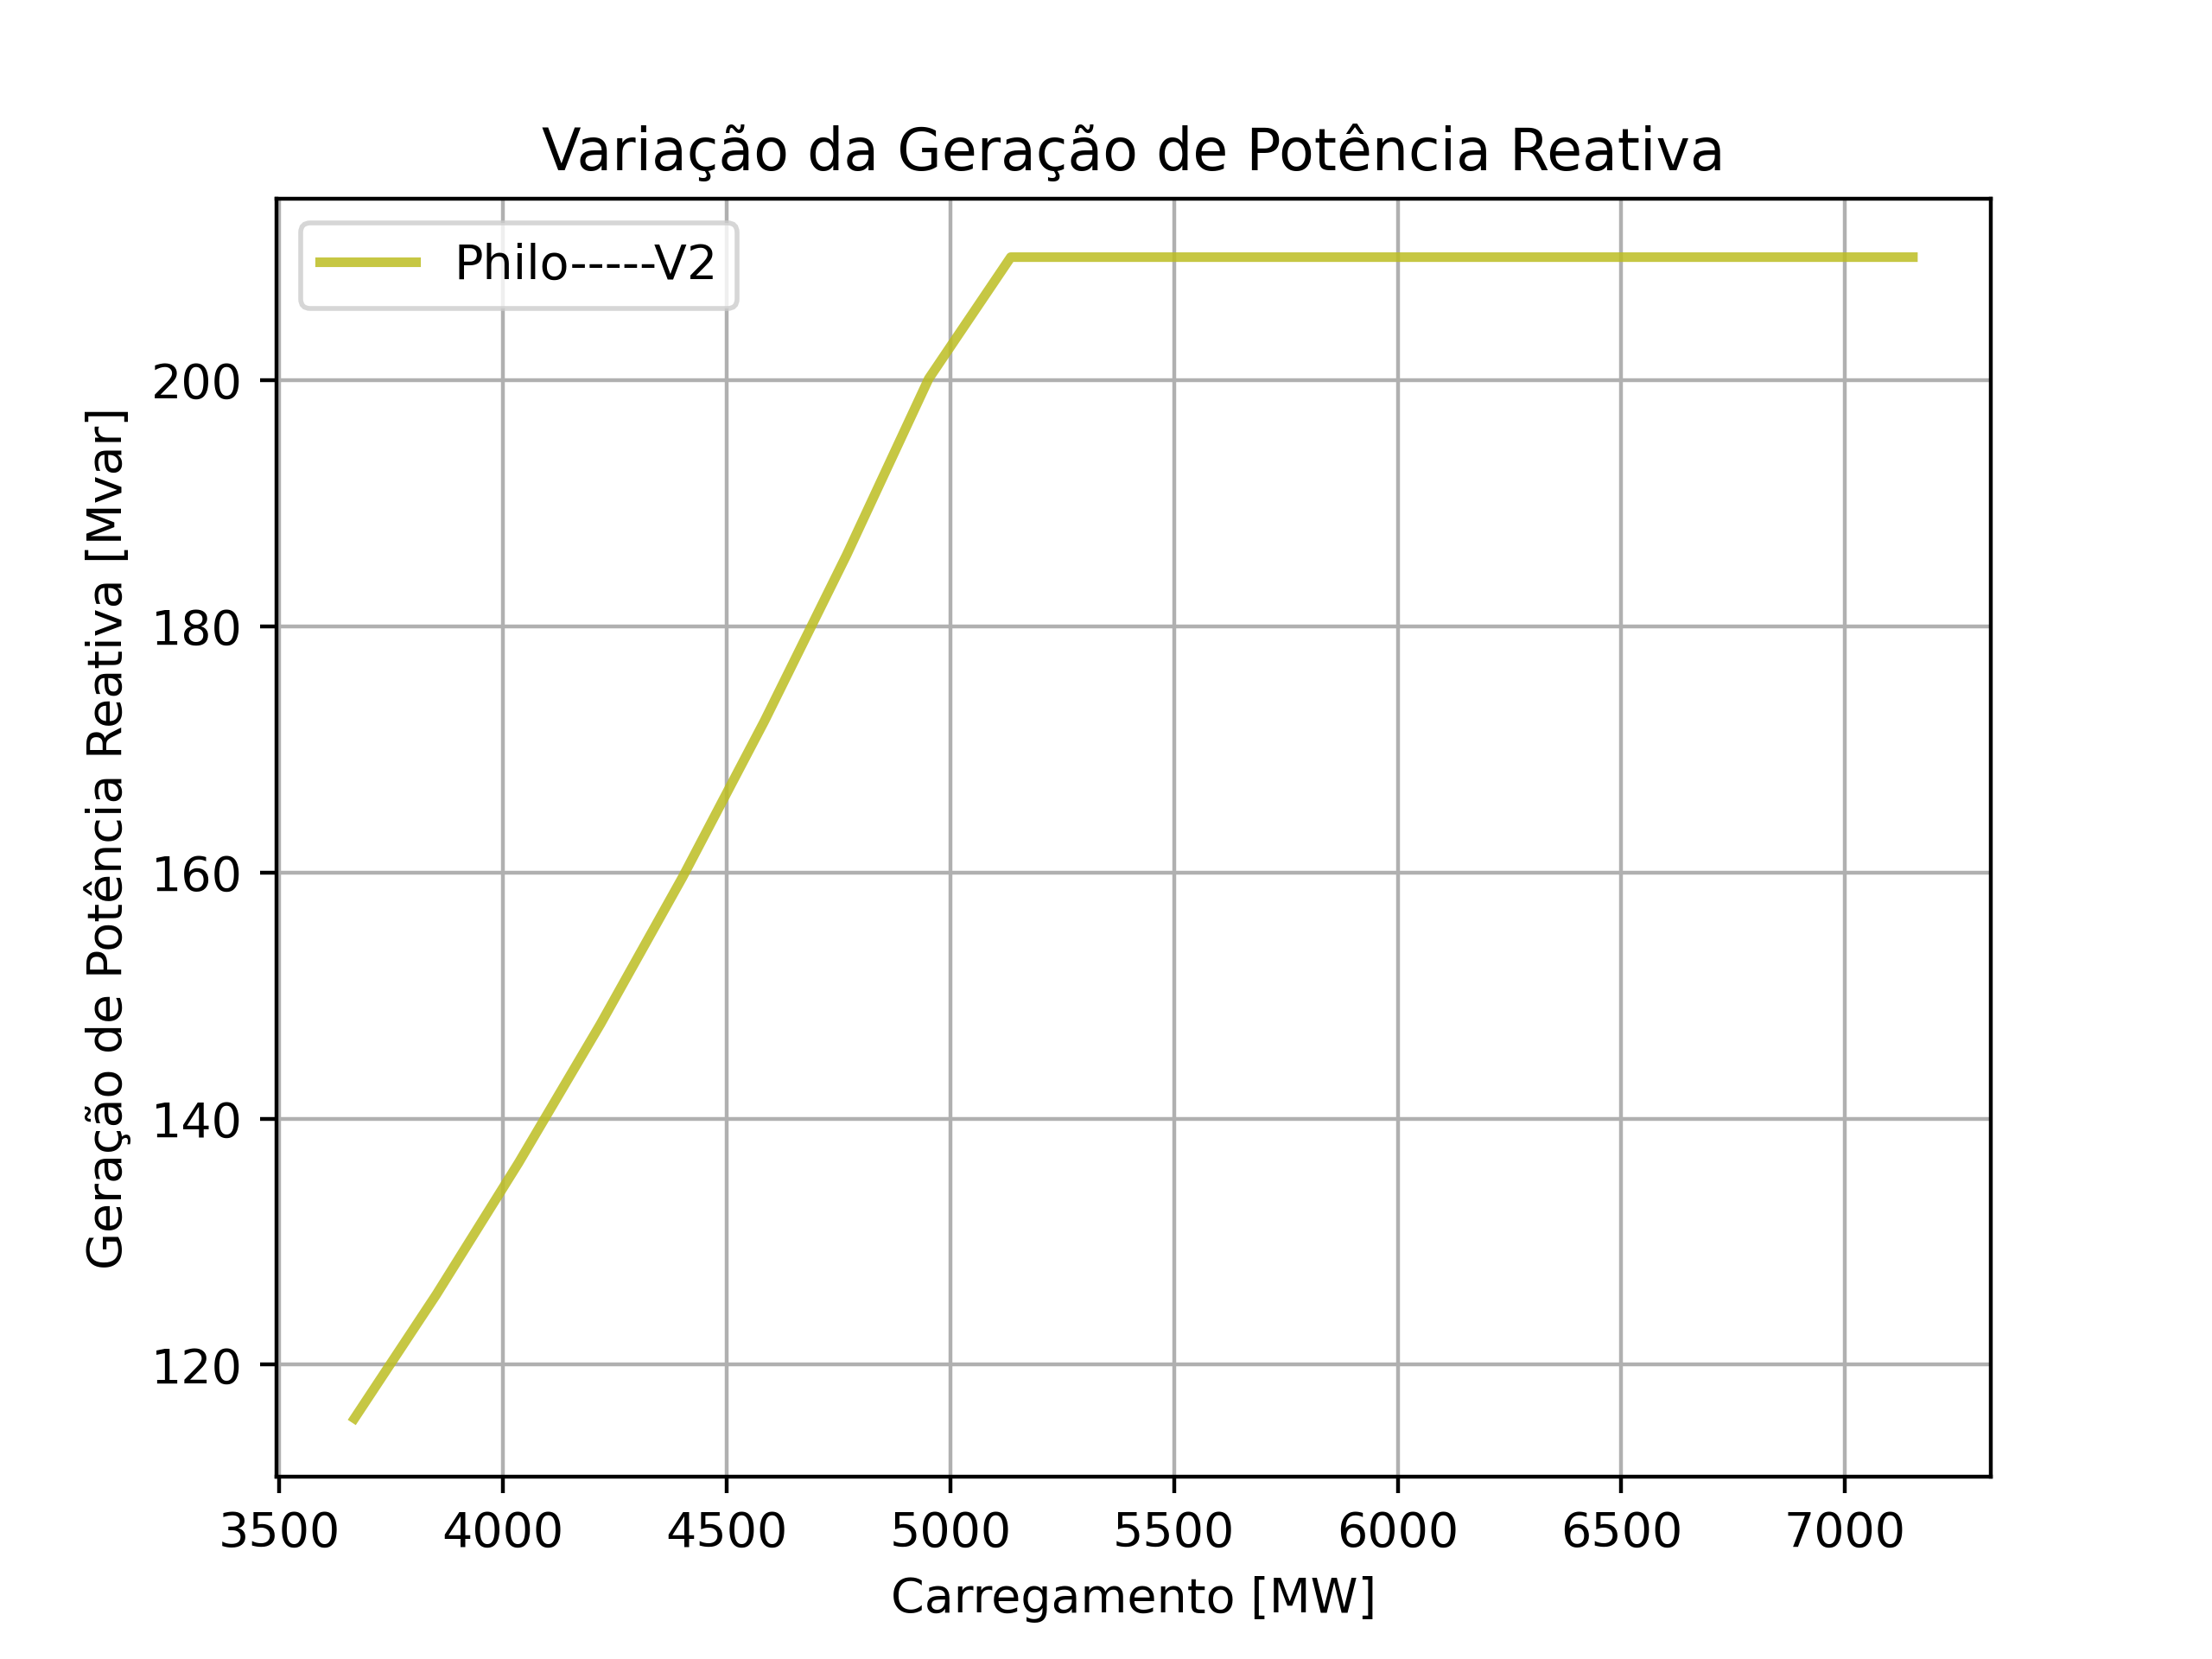 Variação da Geração de Potência Reativa
Philo-----V2
Geração de Potência Reativa [Mvar]
200
180
160
140
120
3500 4000 4500 5000 5500 6000 6500 7000
Carregamento [MW]